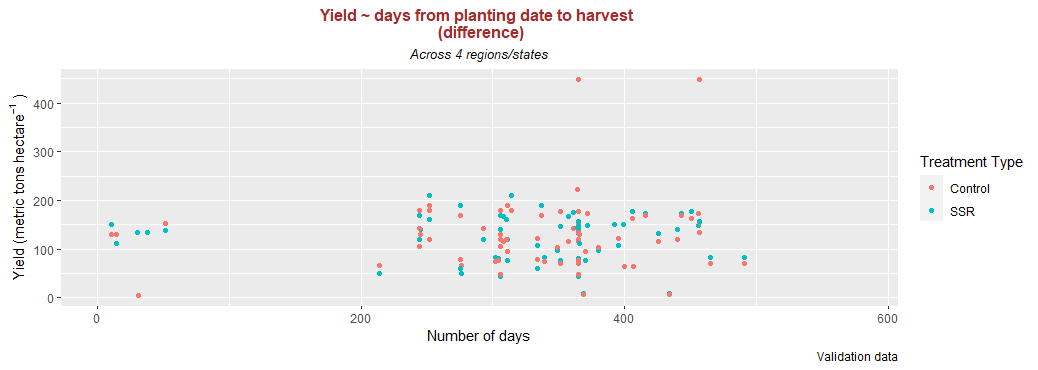 Yield ~ days from planting date to harvest
(difference)
Across 4 regions/states
Yield (metric tons hectare⁻¹ )
400
300
200
100
0
0 200 400 600
Number of days
Treatment Type
Control
SSR
Validation data